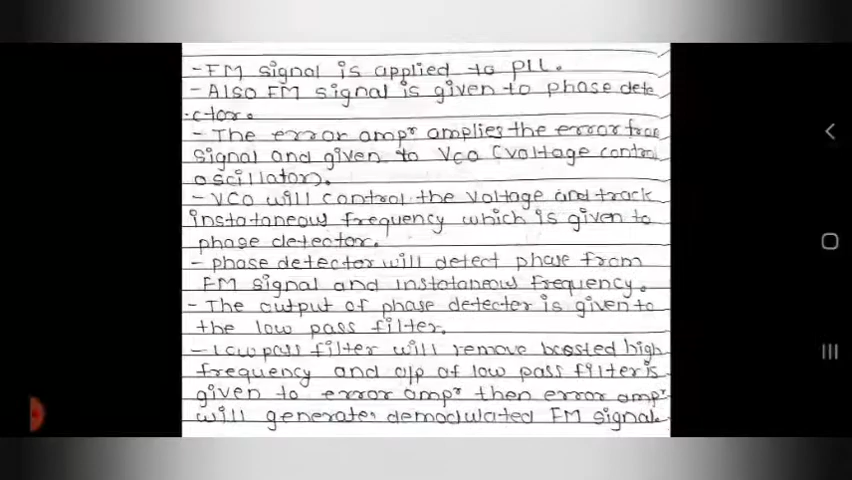 - FM signal is applied to PLL.
- Also FM signal is given to phase dete
ctor.
- The error ampr amplies the error free
signal and given to VCO (voltage control
oscillator).
- VCO will control the voltage and track
instataneous frequency which is given to
phase detector.
- phase detector will detect phase from
FM signal and instataneous frequency.
- The output of phase detector is given to
the low pass filter.
- Low pass filter will remove boosted high
frequency and o/p of low pass filter is
given to error ampr then error ampr
will generates demodulated FM signal.